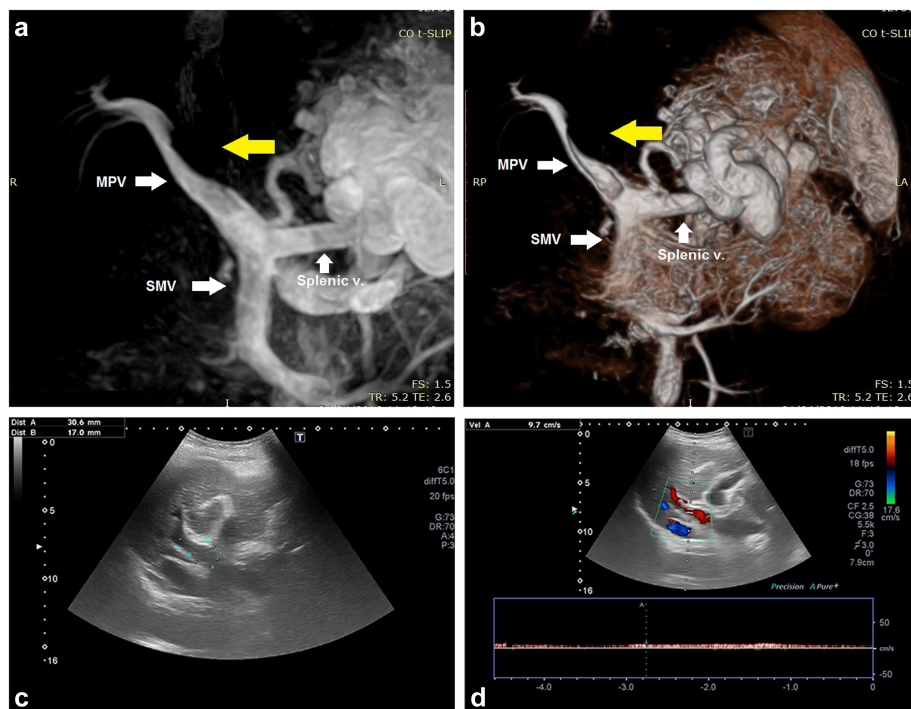 a
CO t-SLIP
MPV
R
L
SMV
Splenic v.
FS: 1.5
TR: 5.2 TE: 2.6
b
CO t-SLIP
MPV
RP
LA
SMV
Splenic v.
FS: 1.5
TR: 5.2 TE: 2.6
Dist A 30.6 mm
Dist B 17.0 mm
T
0
5
10
16
6C1
diffT5.0
20 fps
G:73
DR:70
A:4
P:3
c
Vel A 9.7 cm/s
0
5
10
16
diffT5.0
18 fps
G:73
DR:70
CF 2.5
CG:38
5.5k
F:3
3.0
0°
7.9cm
17.6
cm/s
Precision A Pure+
A
50
cm/s
-50
-4.0 -3.0 -2.0 -1.0 0
d